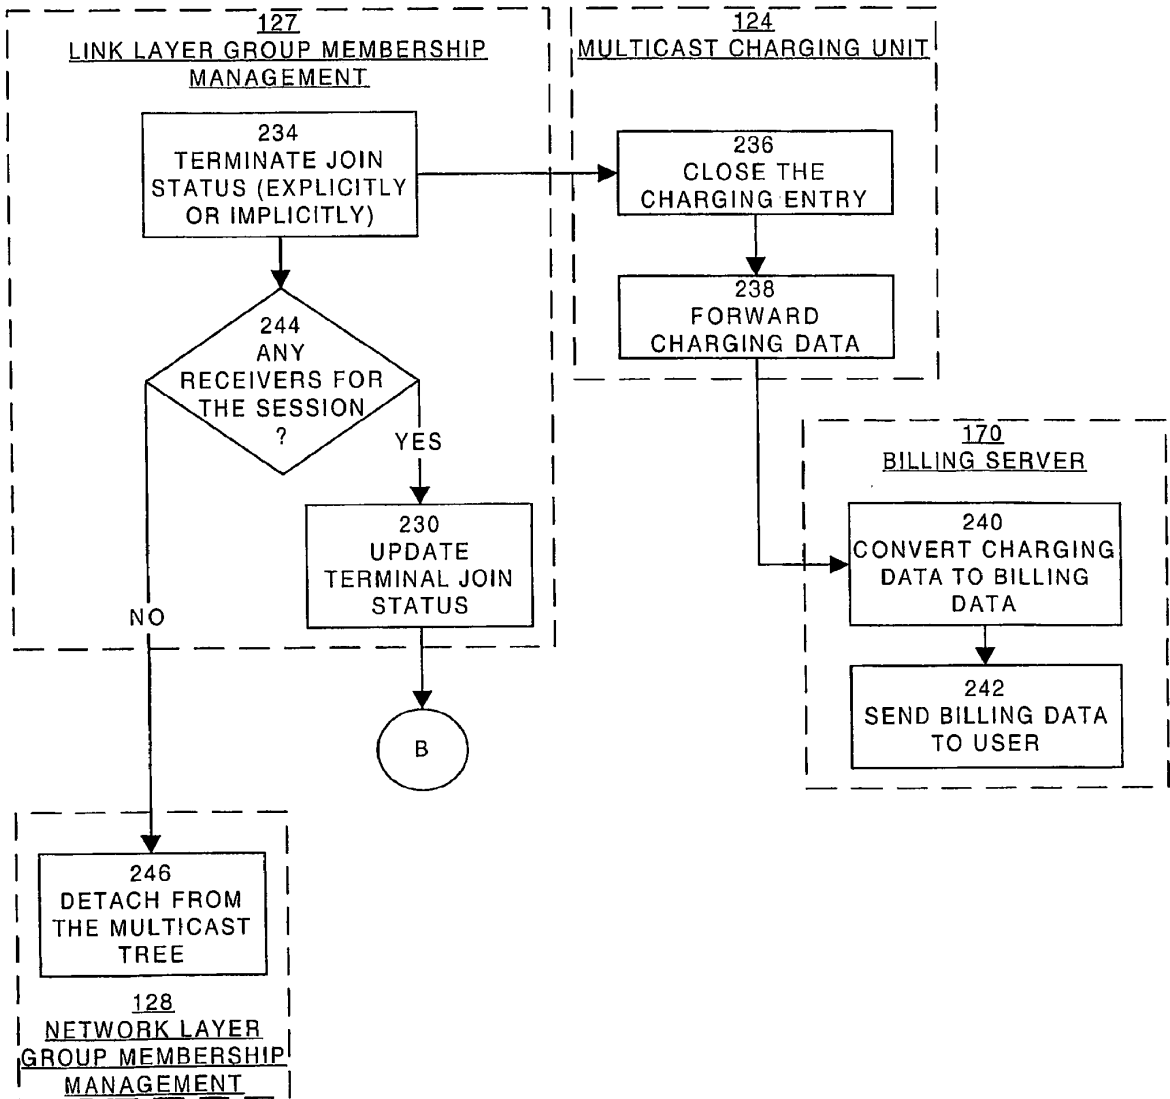 127
LINK LAYER GROUP MEMBERSHIP
MANAGEMENT
234
TERMINATE JOIN
STATUS (EXPLICITLY
OR IMPLICITLY)
244
ANY
RECEIVERS FOR
THE SESSION
?
YES
NO
230
UPDATE
TERMINAL JOIN
STATUS
B
124
MULTICAST CHARGING UNIT
236
CLOSE THE
CHARGING ENTRY
238
FORWARD
CHARGING DATA
170
BILLING SERVER
240
CONVERT CHARGING
DATA TO BILLING
DATA
242
SEND BILLING DATA
TO USER
246
DETACH FROM
THE MULTICAST
TREE
128
NETWORK LAYER
GROUP MEMBERSHIP
MANAGEMENT